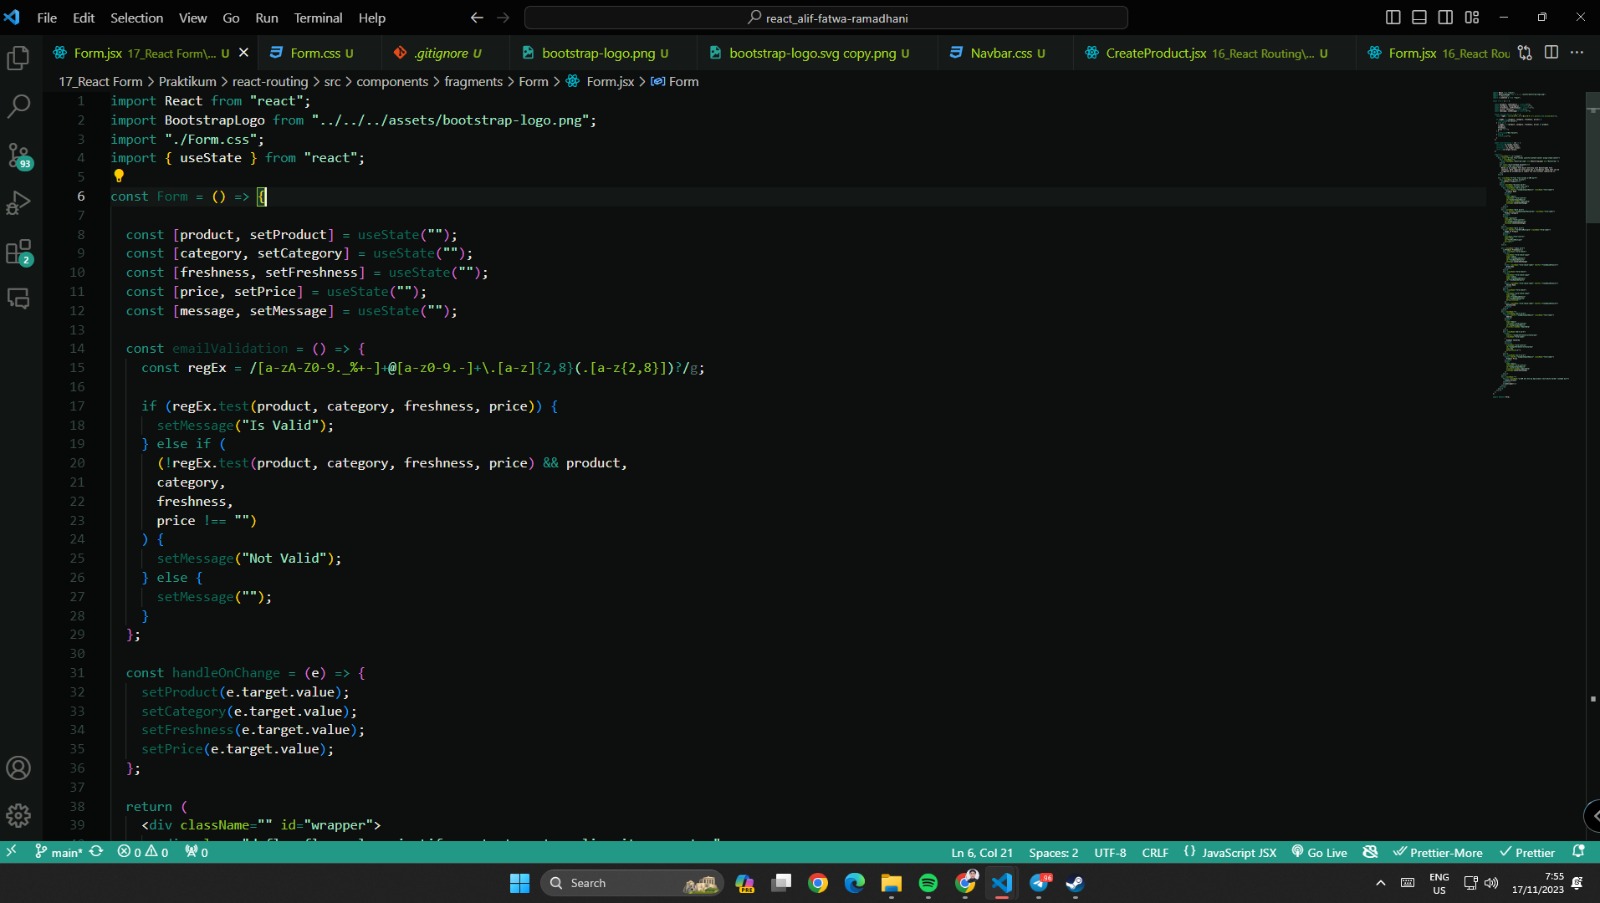 File Edit Selection View Go Run Terminal Help
react_alif-fatwa-ramadhani
Form.jsx 17_React Form\... U
Form.css U
.gitignore U
bootstrap-logo.png U
bootstrap-logo.svg copy.png U
Navbar.css U
CreateProduct.jsx 16_React Routing\... U
Form.jsx 16_React Rou
17_React Form > Praktikum > react-routing > src > components > fragments > Form > Form.jsx > Form
1 import React from "react";
2 import BootstrapLogo from "../../../assets/bootstrap-logo.png";
3 import "./Form.css";
4 import { useState } from "react";
5
6 const Form = () => {
7
8 const [product, setProduct] = useState("");
9 const [category, setCategory] = useState("");
10 const [freshness, setFreshness] = useState("");
11 const [price, setPrice] = useState("");
12 const [message, setMessage] = useState("");
13
14 const emailValidation = () => {
15 const regEx = /[a-zA-Z0-9._%+-]+@[a-z0-9.-]+\.[a-z]{2,8}(.[a-z{2,8}])?/g;
16
17 if (regEx.test(product, category, freshness, price)) {
18 setMessage("Is Valid");
19 } else if (
20 (!regEx.test(product, category, freshness, price) && product,
21 category,
22 freshness,
23 price !== "")
24 ) {
25 setMessage("Not Valid");
26 } else {
27 setMessage("");
28 }
29 };
30
31 const handleOnChange = (e) => {
32 setProduct(e.target.value);
33 setCategory(e.target.value);
34 setFreshness(e.target.value);
35 setPrice(e.target.value);
36 };
37
38 return (
39 <div className="" id="wrapper">
93
2
main* 0 0 0
Ln 6, Col 21 Spaces: 2 UTF-8 CRLF {} JavaScript JSX Go Live Prettier-More Prettier
Search
PRE
96
ENG
US
7:55
17/11/2023